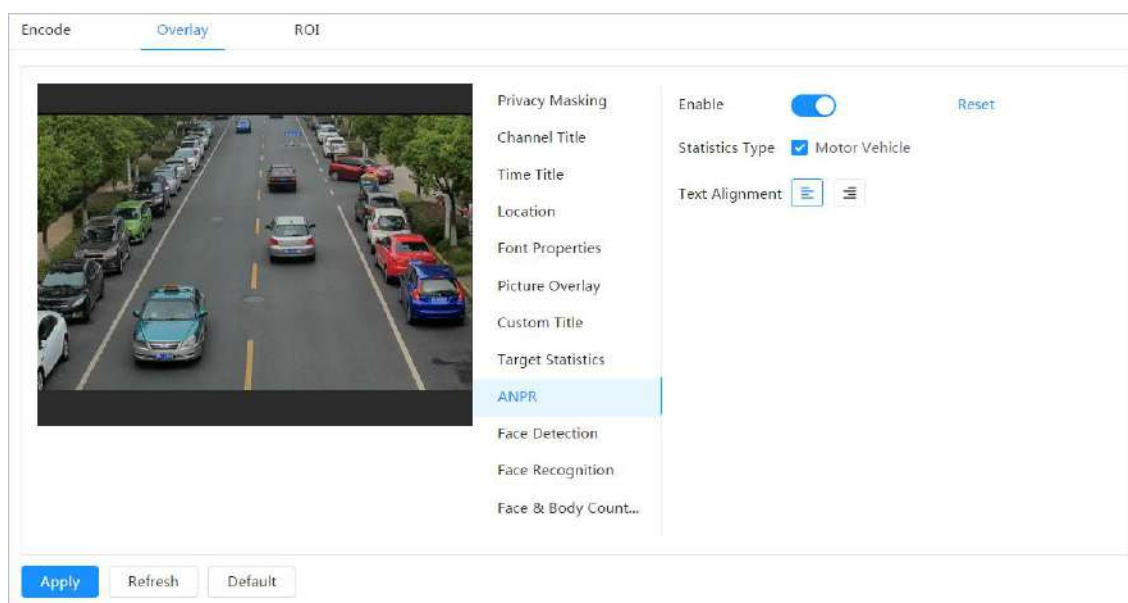 Encode Overlay ROI
Privacy Masking
Channel Title
Time Title
Location
Font Properties
Picture Overlay
Custom Title
Target Statistics
ANPR
Face Detection
Face Recognition
Face & Body Count...
Enable Reset
Statistics Type Motor Vehicle
Text Alignment
Apply Refresh Default